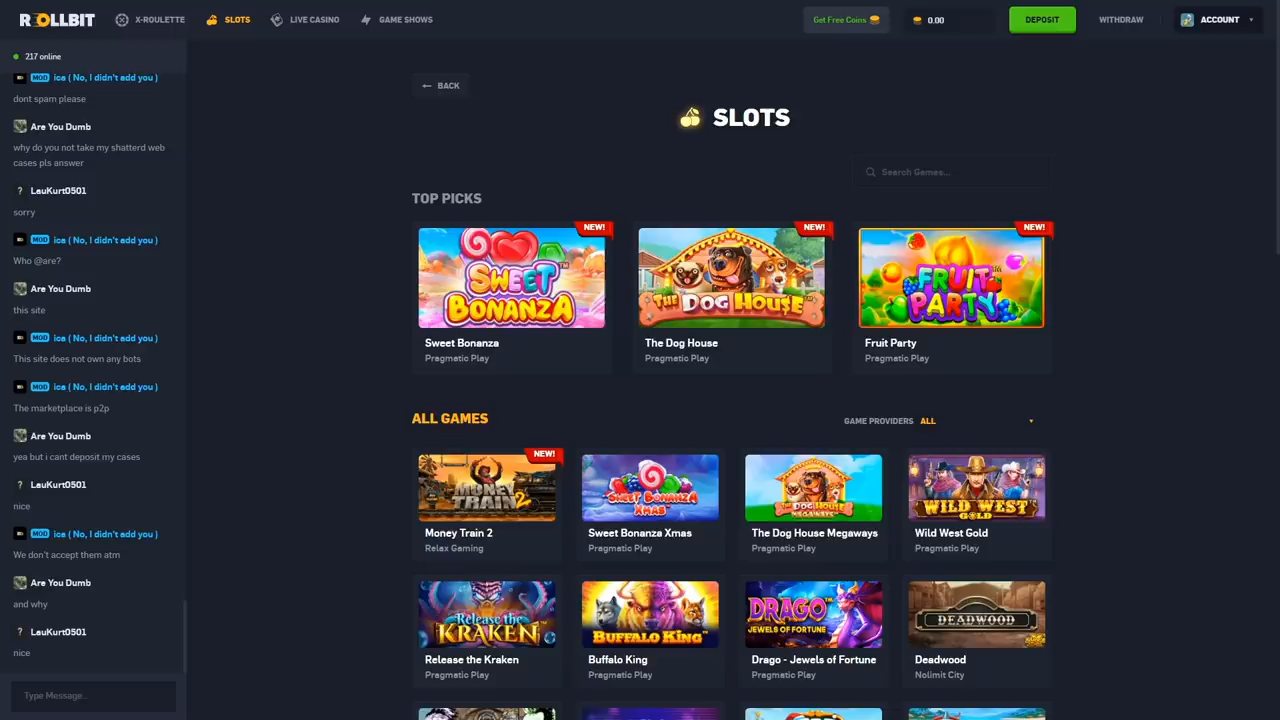 ROLLBIT
X-ROULETTE
SLOTS
LIVE CASINO
GAME SHOWS
Get Free Coins
0.00
DEPOSIT
WITHDRAW
ACCOUNT
217 online
MOD ica ( No, I didn't add you )
dont spam please
Are You Dumb
why do you not take my shatterd web
cases pls answer
? LauKurt0501
sorry
MOD ica ( No, I didn't add you )
Who @are?
Are You Dumb
this site
MOD ica ( No, I didn't add you )
This site does not own any bots
MOD ica ( No, I didn't add you )
The marketplace is p2p
Are You Dumb
yea but i cant deposit my cases
? LauKurt0501
nice
MOD ica ( No, I didn't add you )
We don't accept them atm
Are You Dumb
and why
? LauKurt0501
nice
Type Message...
← BACK
SLOTS
Search Games...
TOP PICKS
NEW!
SWEET BONANZA
Sweet Bonanza
Pragmatic Play
NEW!
THE DOG HOUSE
The Dog House
Pragmatic Play
NEW!
FRUIT PARTY
Fruit Party
Pragmatic Play
ALL GAMES
GAME PROVIDERS ALL
NEW!
MONEY TRAIN 2
Money Train 2
Relax Gaming
SWEET BONANZA XMAS
Sweet Bonanza Xmas
Pragmatic Play
THE DOG HOUSE MEGAWAYS
The Dog House Megaways
Pragmatic Play
WILD WEST GOLD
Wild West Gold
Pragmatic Play
Release the KRAKEN
Release the Kraken
Pragmatic Play
BUFFALO KING
Buffalo King
Pragmatic Play
DRAGO JEWELS OF FORTUNE
Drago - Jewels of Fortune
Pragmatic Play
DEADWOOD
Deadwood
Nolimit City